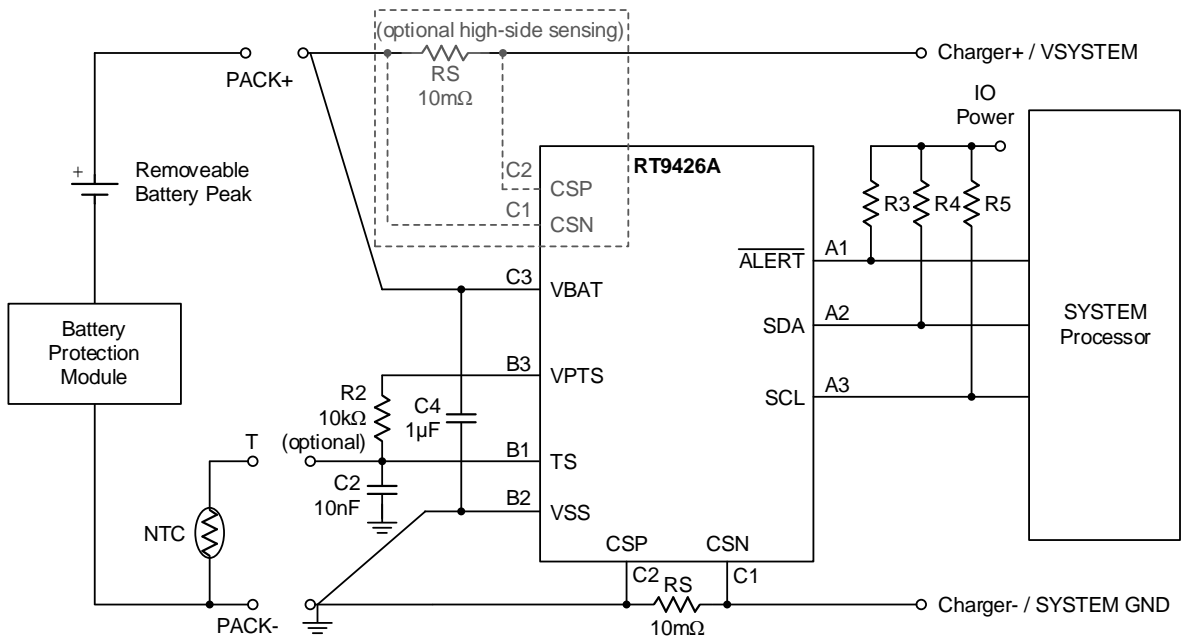 (optional high-side sensing)
PACK+
RS
10mΩ
Charger+ / VSYSTEM
IO
Power
+
Removeable
Battery Peak
RT9426A
C2
CSP
C1
CSN
R3
R4
R5
ALERT
A1
C3
VBAT
SDA
A2
SYSTEM
Processor
Battery
Protection
Module
B3
VPTS
SCL
A3
R2
10kΩ
(optional)
C4
1µF
T
B1
TS
C2
10nF
B2
VSS
NTC
CSP
CSN
C2
C1
RS
10mΩ
PACK-
Charger- / SYSTEM GND